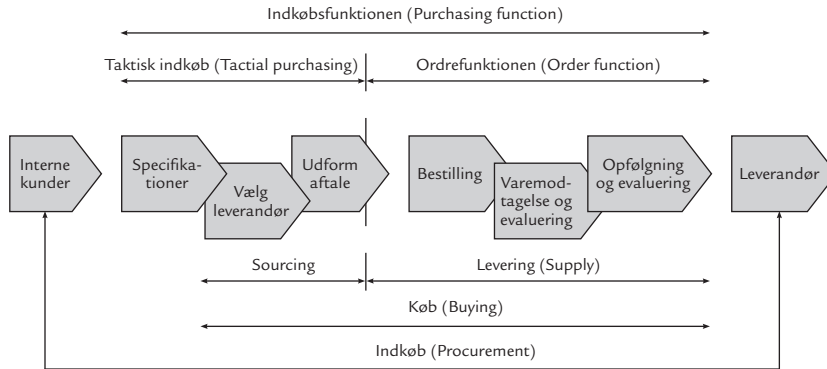 Indkøbsfunktionen (Purchasing function)
Taktisk indkøb (Tactial purchasing)
Ordrefunktionen (Order function)
Interne
kunder
Specifika-
tioner
Vælg
leverandør
Udform
aftale
Bestilling
Varemod-
tagelse og
evaluering
Opfølgning
og evaluering
Leverandør
Sourcing
Levering (Supply)
Køb (Buying)
Indkøb (Procurement)